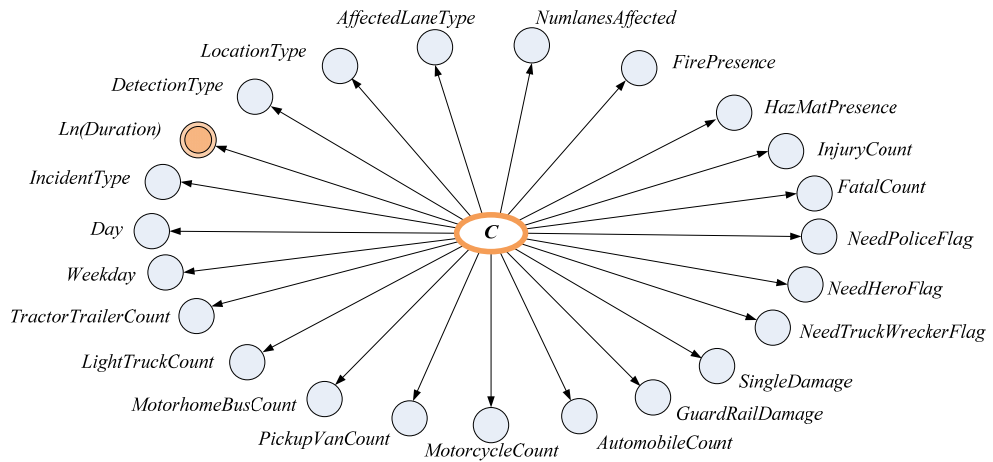 AffectedLaneType
NumlanesAffected
LocationType
FirePresence
DetectionType
HazMatPresence
Ln(Duration)
InjuryCount
IncidentType
FatalCount
Day
C
NeedPoliceFlag
Weekday
NeedHeroFlag
TractorTrailerCount
NeedTruckWreckerFlag
LightTruckCount
SingleDamage
MotorhomeBusCount
GuardRailDamage
PickupVanCount
MotorcycleCount
AutomobileCount